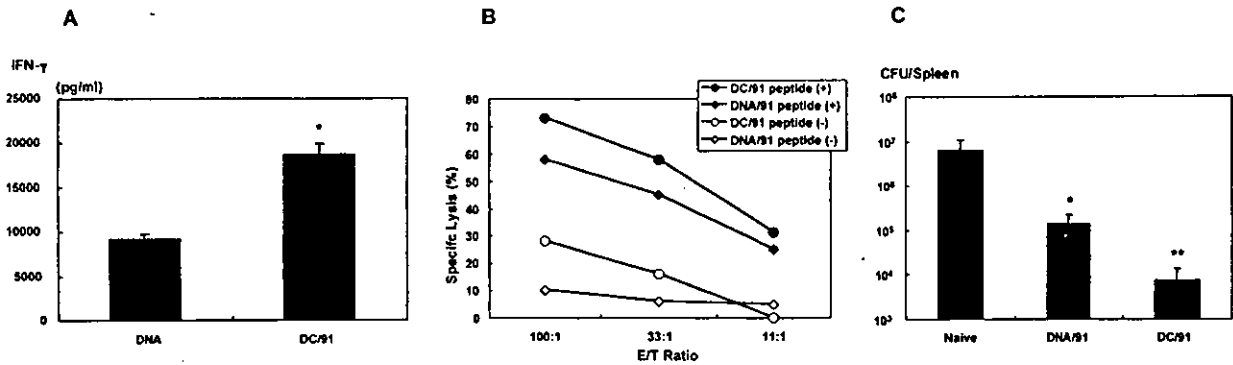 A
B
C
IFN-γ
(pg/ml)
25000
20000
15000
10000
5000
0
*
DNA
DC/91
DC/91 peptide (+)
DNA/91 peptide (+)
DC/91 peptide (-)
DNA/91 peptide (-)
Specifc Lysis (%)
80
70
60
50
40
30
20
10
0
100:1
33:1
11:1
E/T Ratio
CFU/Spleen
10⁸
10⁷
10⁶
10⁵
10⁴
10³
*
**
Naive
DNA/91
DC/91